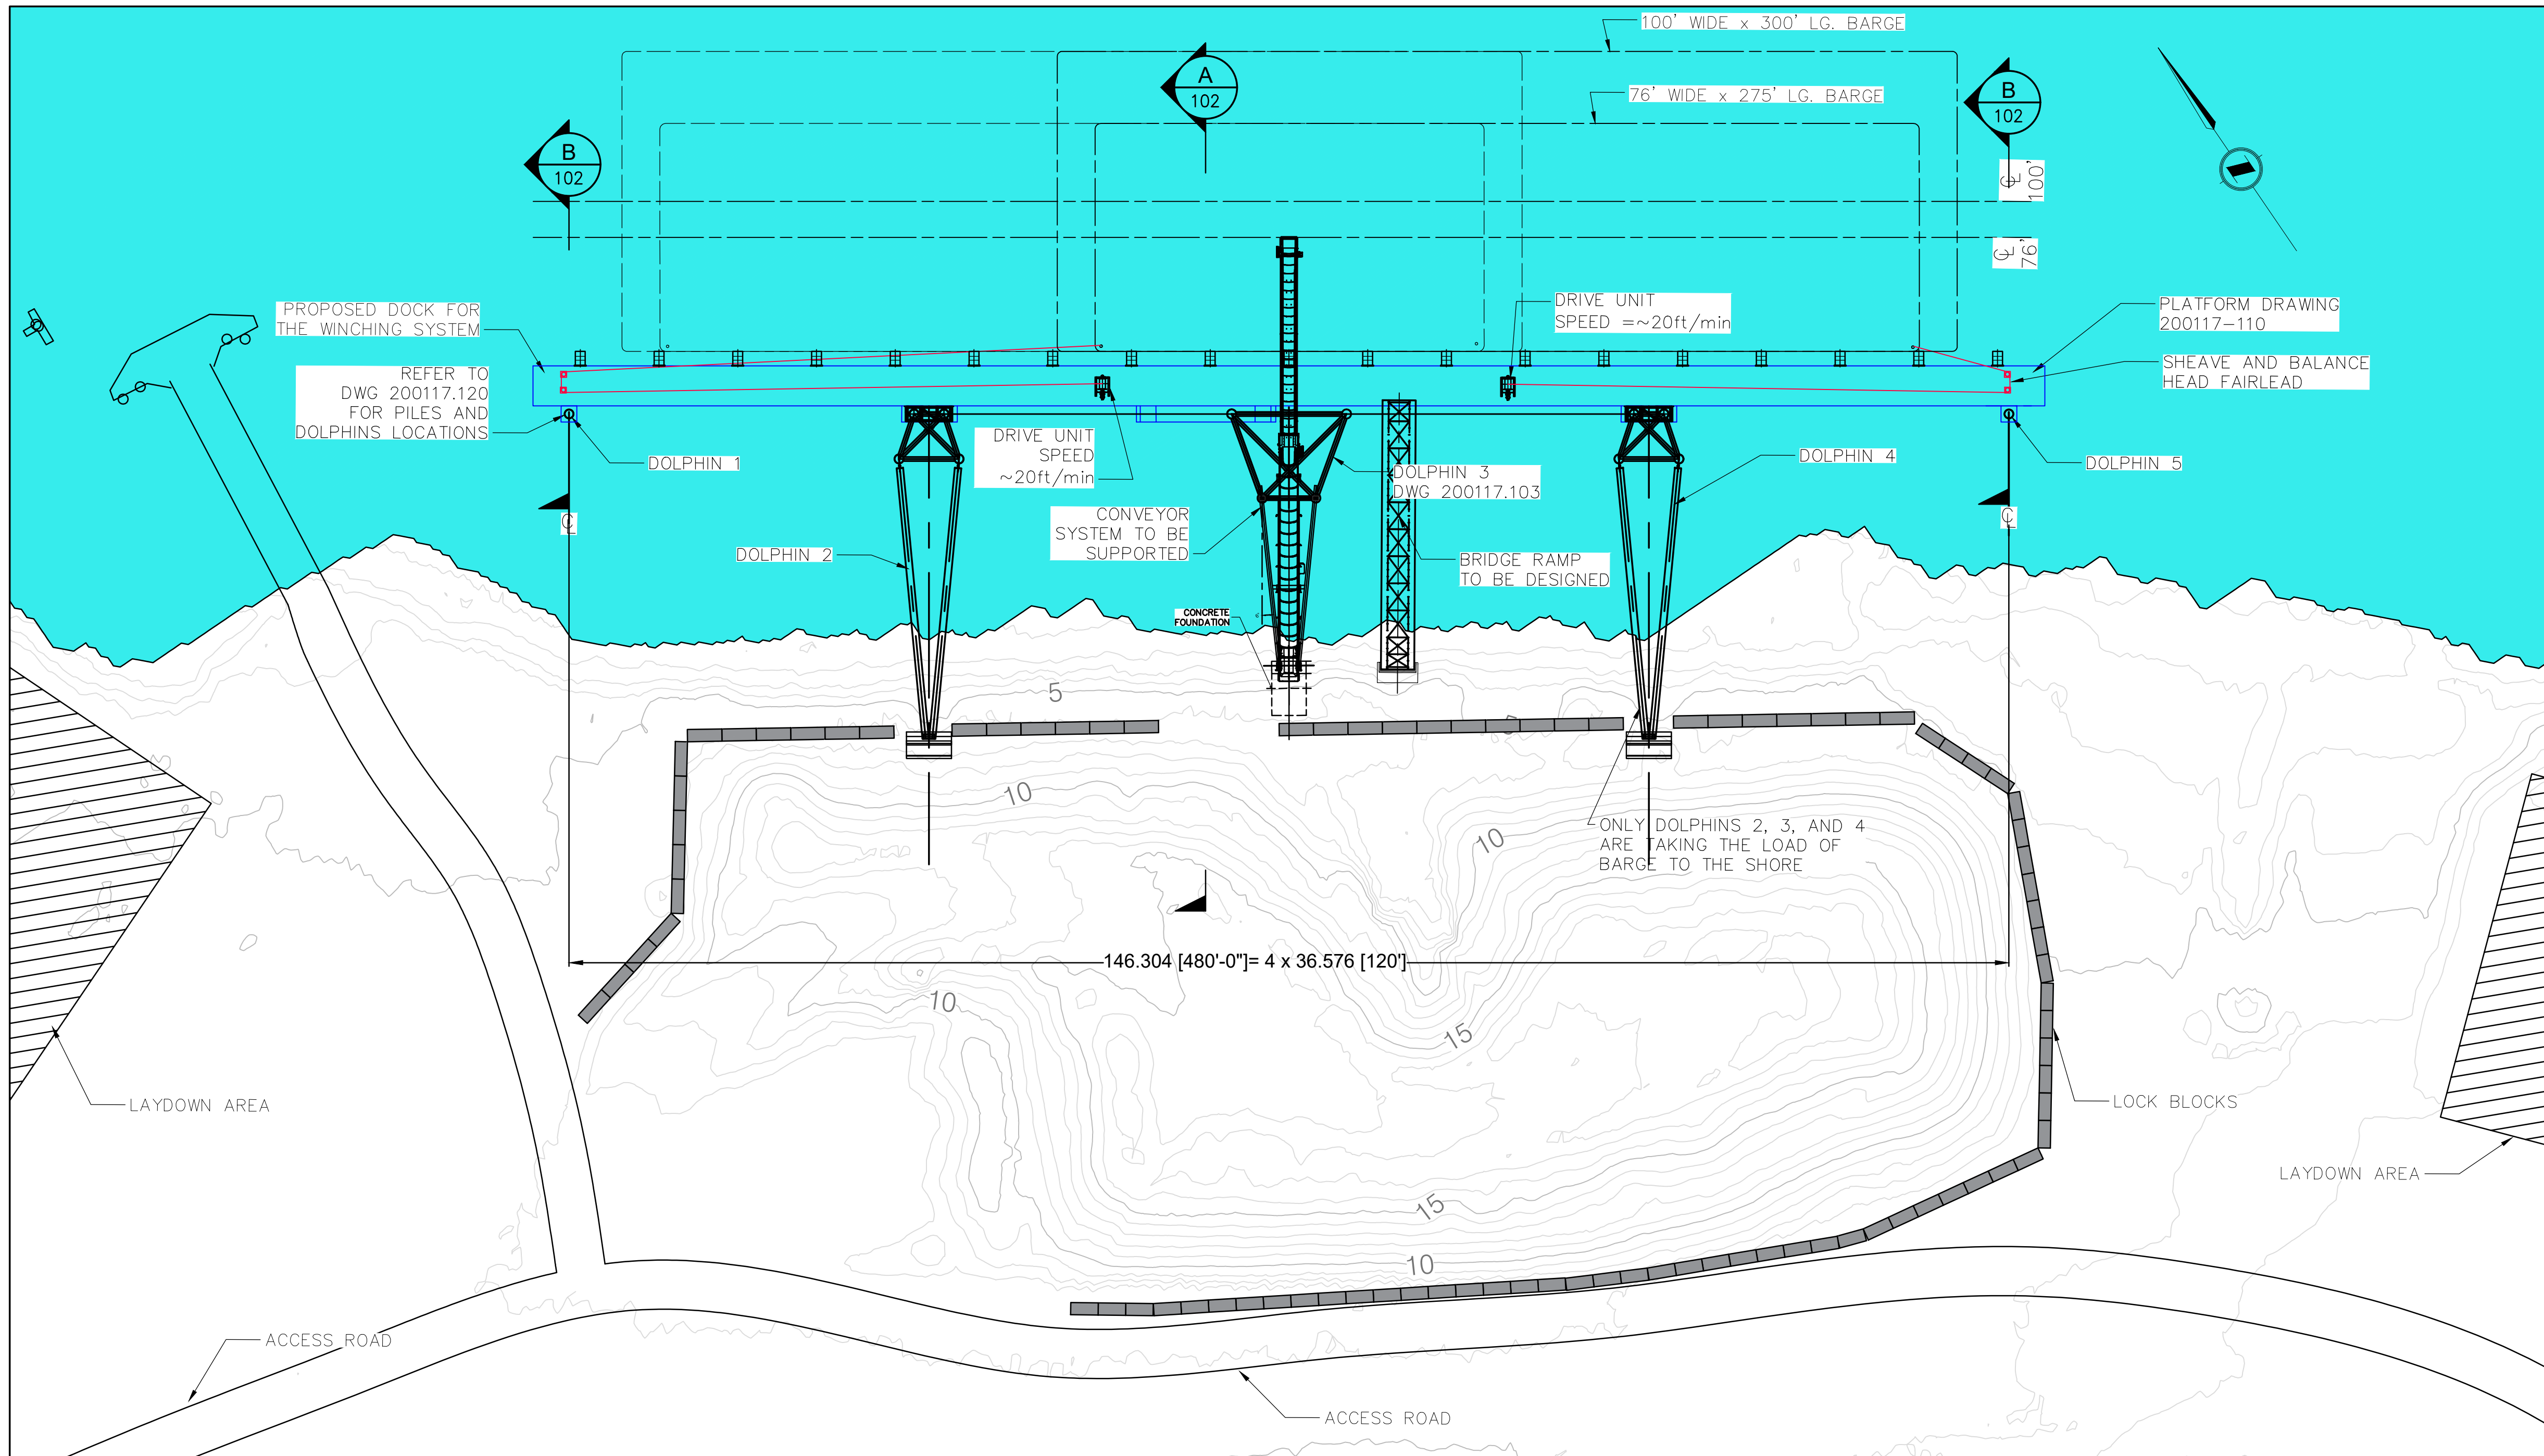 100' WIDE x 300' LG. BARGE
A
102
76' WIDE x 275' LG. BARGE
B
102
B
102
℄
100'
℄
76'
PROPOSED DOCK FOR
THE WINCHING SYSTEM
DRIVE UNIT
SPEED =~20ft/min
PLATFORM DRAWING
200117-110
REFER TO
DWG 200117.120
FOR PILES AND
DOLPHINS LOCATIONS
SHEAVE AND BALANCE
HEAD FAIRLEAD
DOLPHIN 1
DRIVE UNIT
SPEED
~20ft/min
DOLPHIN 3
DWG 200117.103
DOLPHIN 4
DOLPHIN 5
℄
CONVEYOR
SYSTEM TO BE
SUPPORTED
℄
DOLPHIN 2
BRIDGE RAMP
TO BE DESIGNED
CONCRETE
FOUNDATION
5
10
10
ONLY DOLPHINS 2, 3, AND 4
ARE TAKING THE LOAD OF
BARGE TO THE SHORE
146.304 [480'-0"]= 4 x 36.576 [120']
10
15
LAYDOWN AREA
LOCK BLOCKS
LAYDOWN AREA
15
10
ACCESS ROAD
ACCESS ROAD